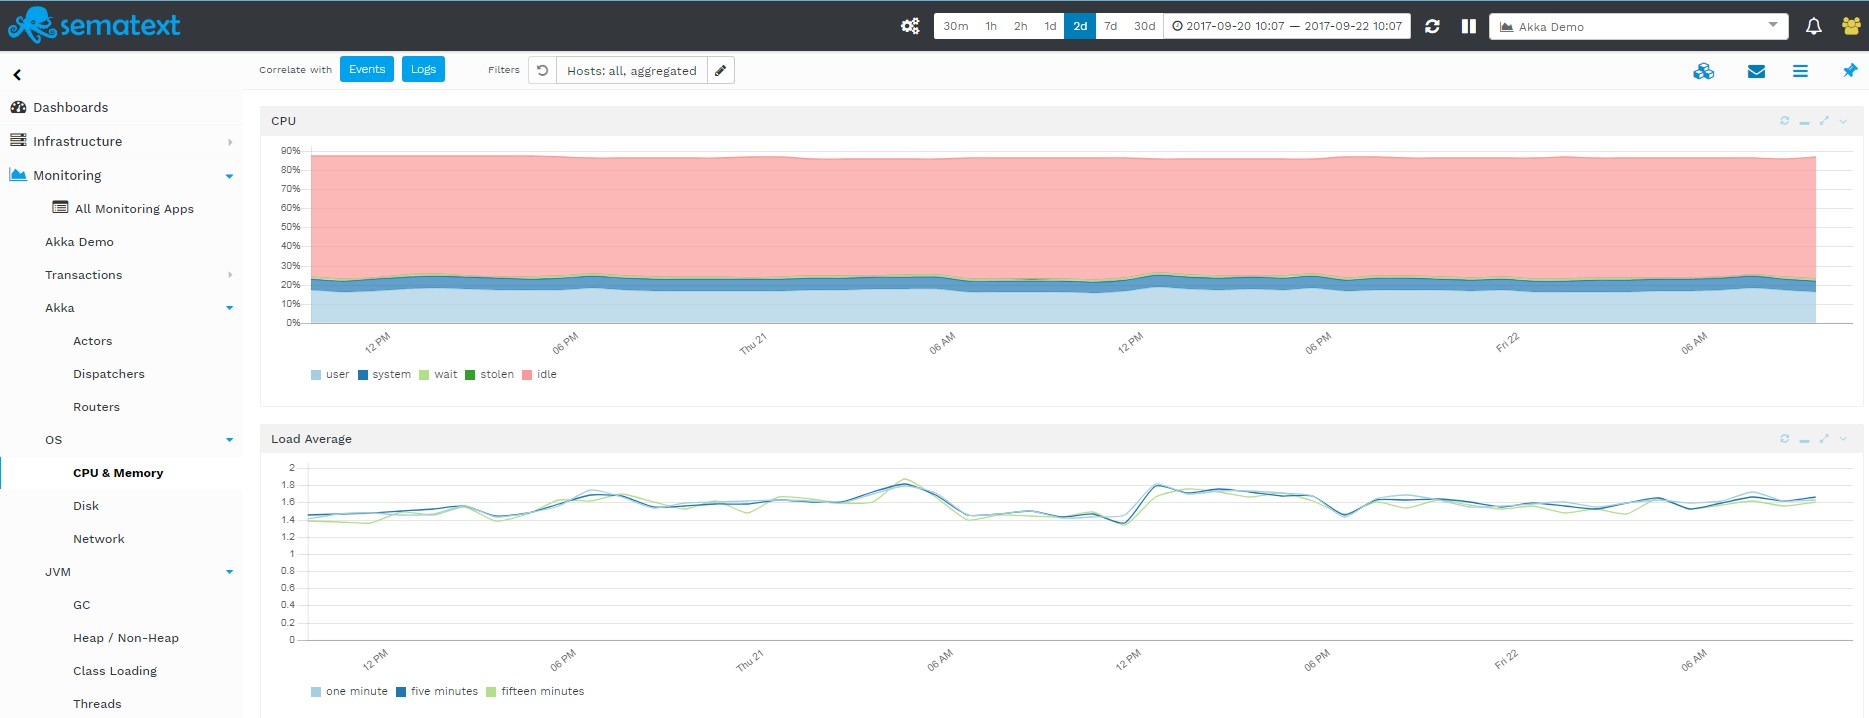 sematext
30m 1h 2h 1d 2d 7d 30d 2017-09-20 10:07 — 2017-09-22 10:07 Akka Demo
Correlate with Events Logs Filters Hosts: all, aggregated
Dashboards
Infrastructure
Monitoring
All Monitoring Apps
Akka Demo
Transactions
Akka
Actors
Dispatchers
Routers
OS
CPU & Memory
Disk
Network
JVM
GC
Heap / Non-Heap
Class Loading
Threads
CPU
90%
80%
70%
60%
50%
40%
30%
20%
10%
0%
12 PM 06 PM Thu 21 06 AM 12 PM 06 PM Fri 22 06 AM
user system wait stolen idle
Load Average
2
1.8
1.6
1.4
1.2
1
0.8
0.6
0.4
0.2
0
12 PM 06 PM Thu 21 06 AM 12 PM 06 PM Fri 22 06 AM
one minute five minutes fifteen minutes